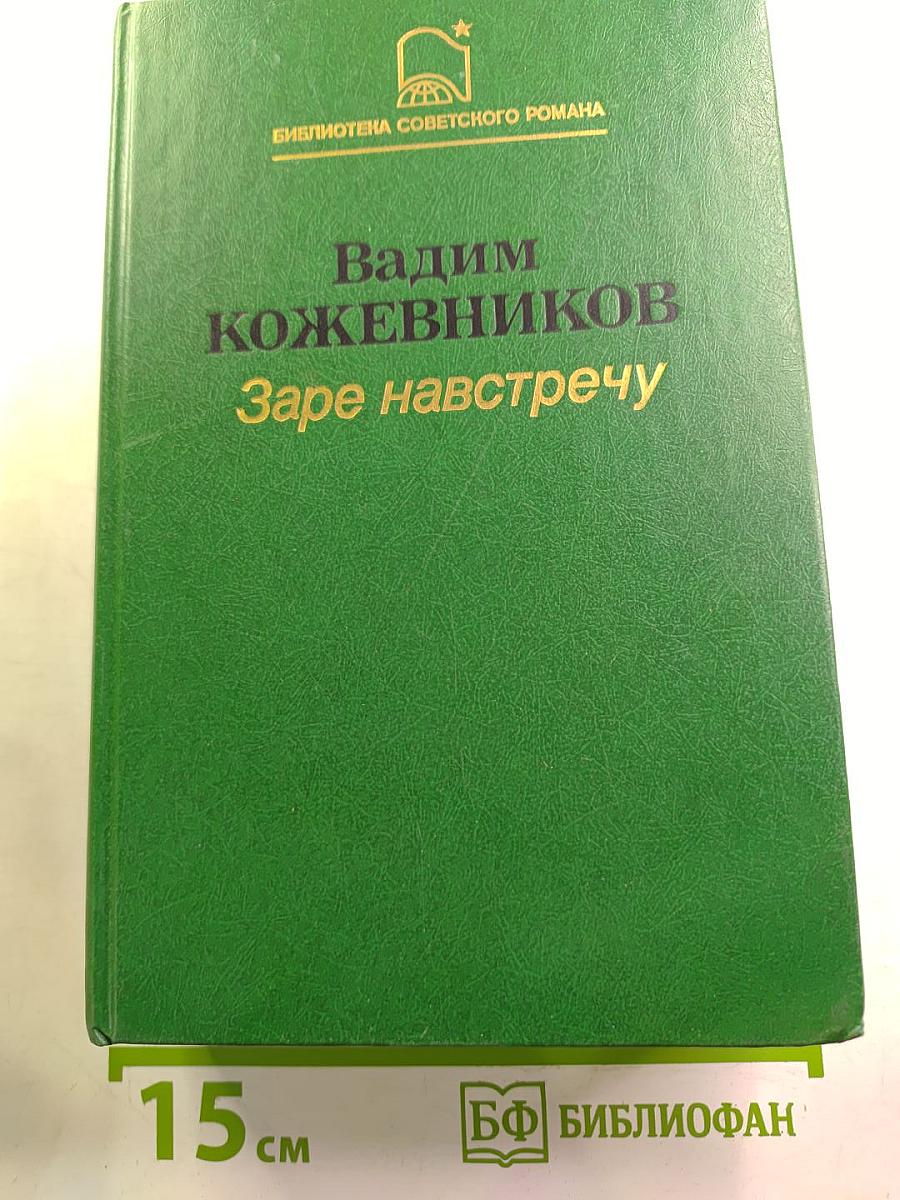 БИБЛИОТЕКА СОВЕТСКОГО РОМАНА
Вадим
КОЖЕВНИКОВ
Заре навстречу
15 см
БФ БИБЛИОФАН